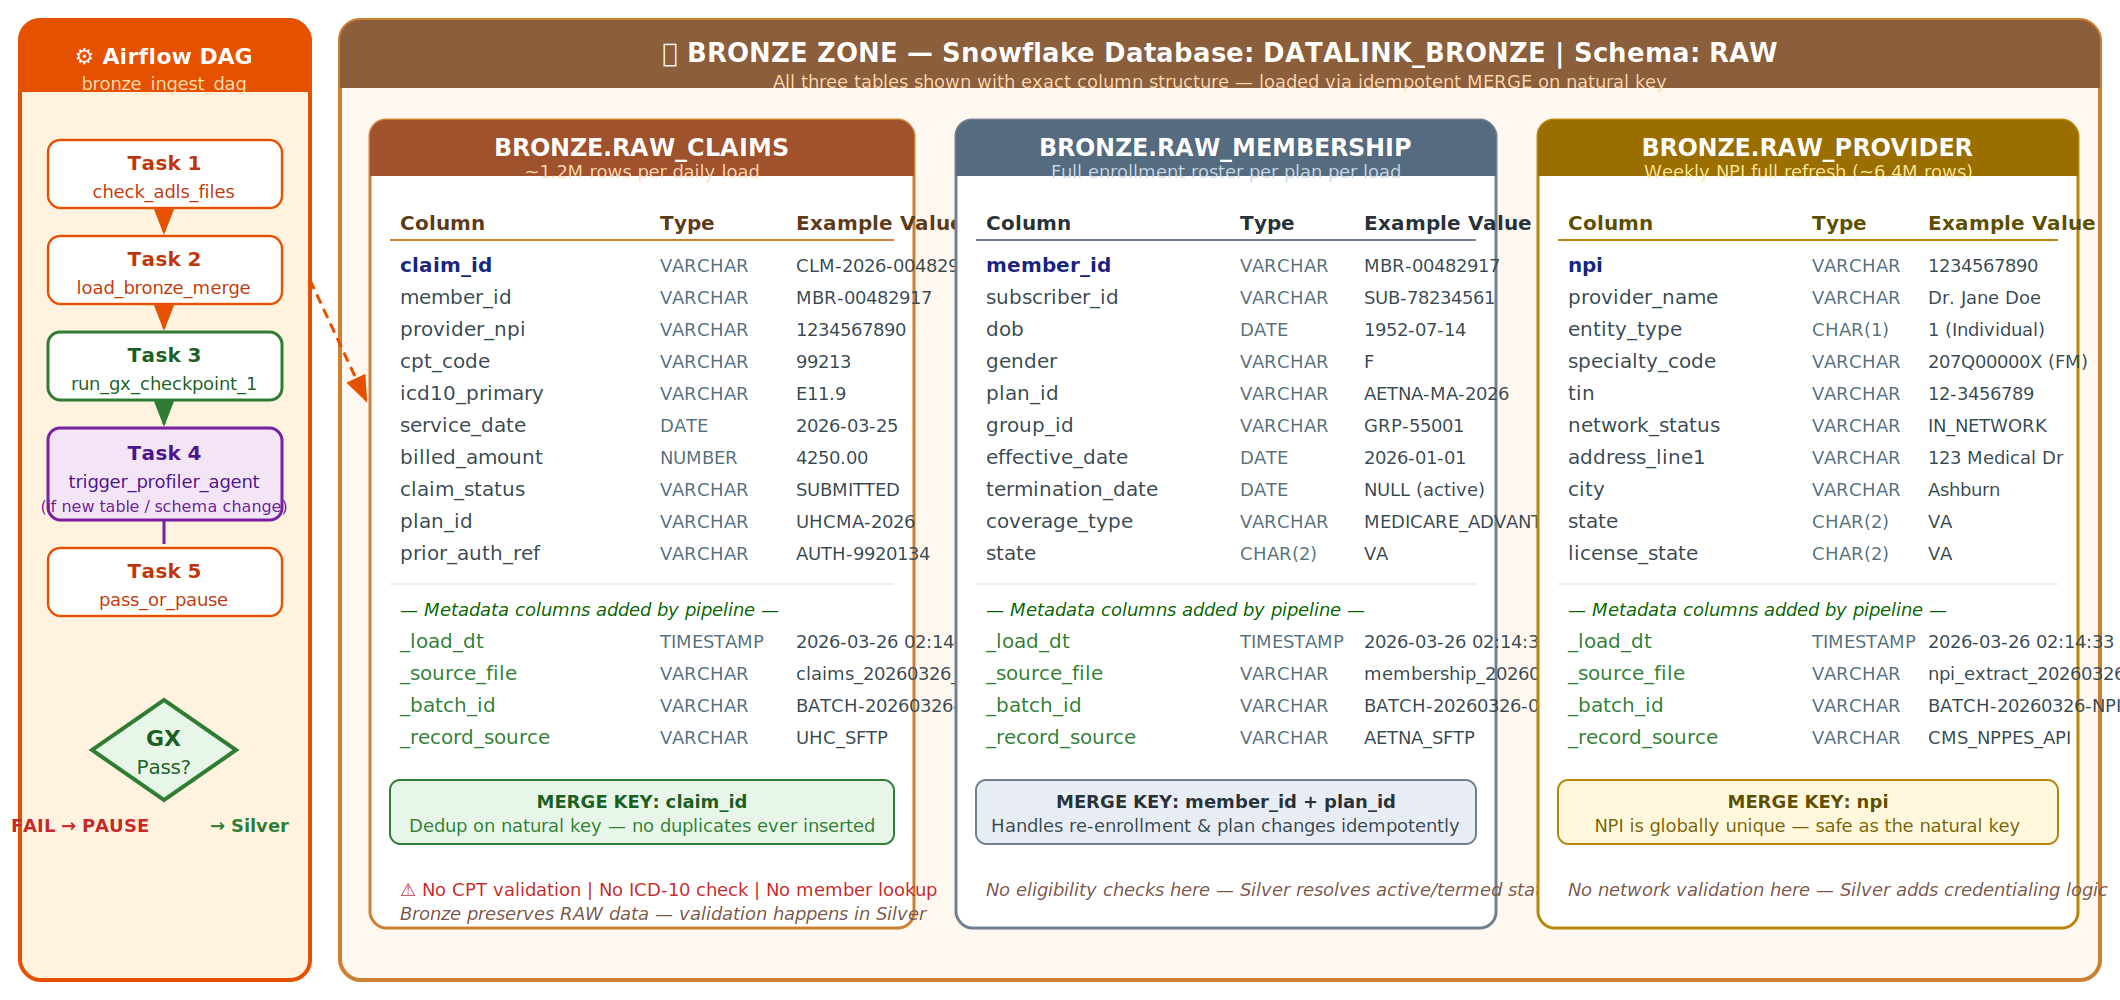 ⚙ Airflow DAG
bronze_ingest_dag
Task 1
check_adls_files
Task 2
load_bronze_merge
Task 3
run_gx_checkpoint_1
Task 4
trigger_profiler_agent
(if new table / schema change)
Task 5
pass_or_pause
GX
Pass?
FAIL → PAUSE → Silver
BRONZE ZONE — Snowflake Database: DATALINK_BRONZE | Schema: RAW
All three tables shown with exact column structure — loaded via idempotent MERGE on natural key
BRONZE.RAW_CLAIMS
~1.2M rows per daily load
Column Type Example Value
claim_id VARCHAR CLM-2026-004829
member_id VARCHAR MBR-00482917
provider_npi VARCHAR 1234567890
cpt_code VARCHAR 99213
icd10_primary VARCHAR E11.9
service_date DATE 2026-03-25
billed_amount NUMBER 4250.00
claim_status VARCHAR SUBMITTED
plan_id VARCHAR UHCMA-2026
prior_auth_ref VARCHAR AUTH-9920134
— Metadata columns added by pipeline —
_load_dt TIMESTAMP 2026-03-26 02:14
_source_file VARCHAR claims_20260326_
_batch_id VARCHAR BATCH-20260326-
_record_source VARCHAR UHC_SFTP
MERGE KEY: claim_id
Dedup on natural key — no duplicates ever inserted
⚠ No CPT validation | No ICD-10 check | No member lookup
Bronze preserves RAW data — validation happens in Silver
BRONZE.RAW_MEMBERSHIP
Full enrollment roster per plan per load
Column Type Example Value
member_id VARCHAR MBR-00482917
subscriber_id VARCHAR SUB-78234561
dob DATE 1952-07-14
gender VARCHAR F
plan_id VARCHAR AETNA-MA-2026
group_id VARCHAR GRP-55001
effective_date DATE 2026-01-01
termination_date DATE NULL (active)
coverage_type VARCHAR MEDICARE_ADVANT
state CHAR(2) VA
— Metadata columns added by pipeline —
_load_dt TIMESTAMP 2026-03-26 02:14:3
_source_file VARCHAR membership_20260
_batch_id VARCHAR BATCH-20260326-0
_record_source VARCHAR AETNA_SFTP
MERGE KEY: member_id + plan_id
Handles re-enrollment & plan changes idempotently
No eligibility checks here — Silver resolves active/termed sta
BRONZE.RAW_PROVIDER
Weekly NPI full refresh (~6.4M rows)
Column Type Example Value
npi VARCHAR 1234567890
provider_name VARCHAR Dr. Jane Doe
entity_type CHAR(1) 1 (Individual)
specialty_code VARCHAR 207Q00000X (FM)
tin VARCHAR 12-3456789
network_status VARCHAR IN_NETWORK
address_line1 VARCHAR 123 Medical Dr
city VARCHAR Ashburn
state CHAR(2) VA
license_state CHAR(2) VA
— Metadata columns added by pipeline —
_load_dt TIMESTAMP 2026-03-26 02:14:33
_source_file VARCHAR npi_extract_20260326
_batch_id VARCHAR BATCH-20260326-NPI
_record_source VARCHAR CMS_NPPES_API
MERGE KEY: npi
NPI is globally unique — safe as the natural key
No network validation here — Silver adds credentialing logic